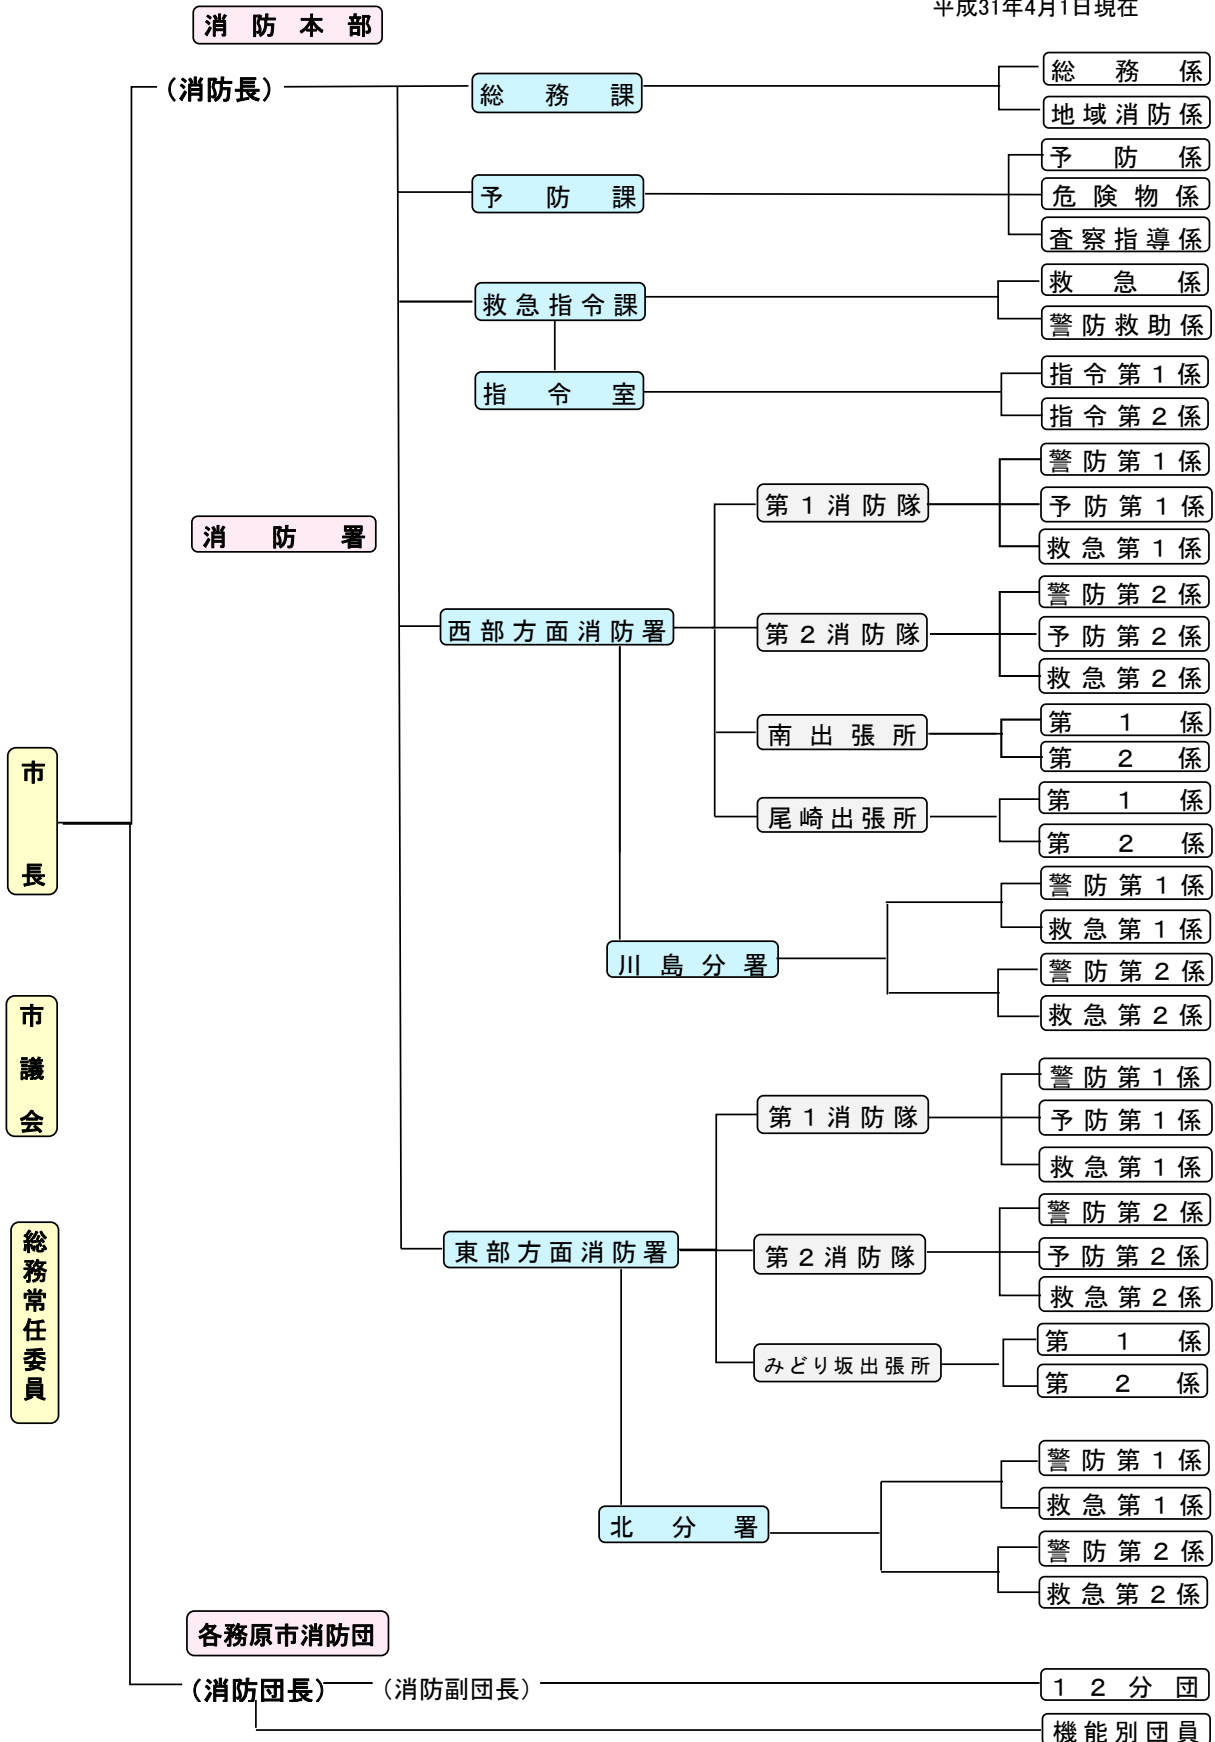 平成31年4月1日現在
消防本部
（消防長）
総務課
総務係
地域消防係
予防課
予防係
危険物係
査察指導係
救急指令課
救急係
警防救助係
指令室
指令第1係
指令第2係
消防署
西部方面消防署
第1消防隊
警防第1係
予防第1係
救急第1係
第2消防隊
警防第2係
予防第2係
救急第2係
南出張所
第1係
第2係
尾崎出張所
第1係
第2係
川島分署
警防第1係
救急第1係
警防第2係
救急第2係
市長
市議会
総務常任委員
東部方面消防署
第1消防隊
警防第1係
予防第1係
救急第1係
第2消防隊
警防第2係
予防第2係
救急第2係
みどり坂出張所
第1係
第2係
北分署
警防第1係
救急第1係
警防第2係
救急第2係
各務原市消防団
（消防団長）
（消防副団長）
12分団
機能別団員